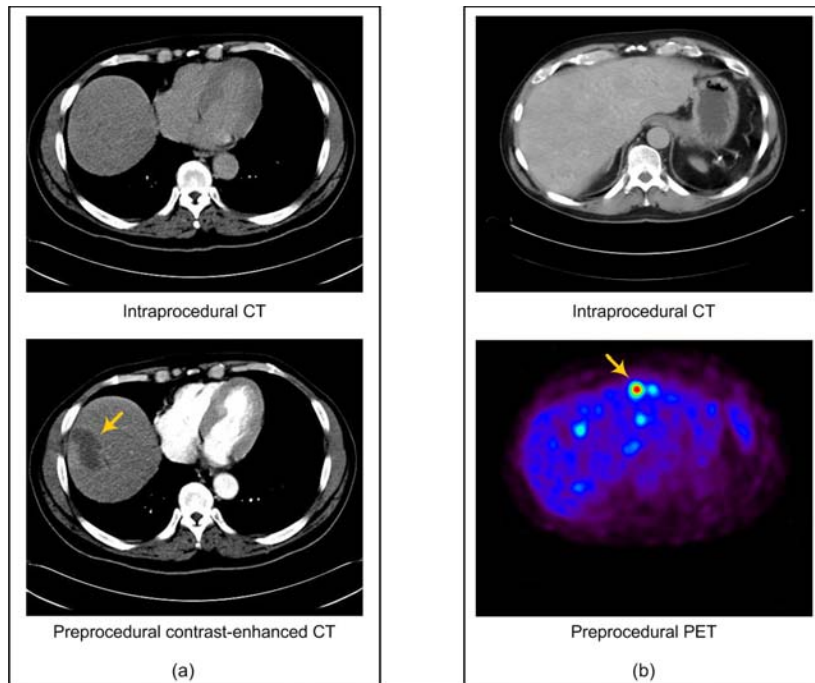 Intraprocedural CT
Preprocedural contrast-enhanced CT
(a)
Intraprocedural CT
Preprocedural PET
(b)